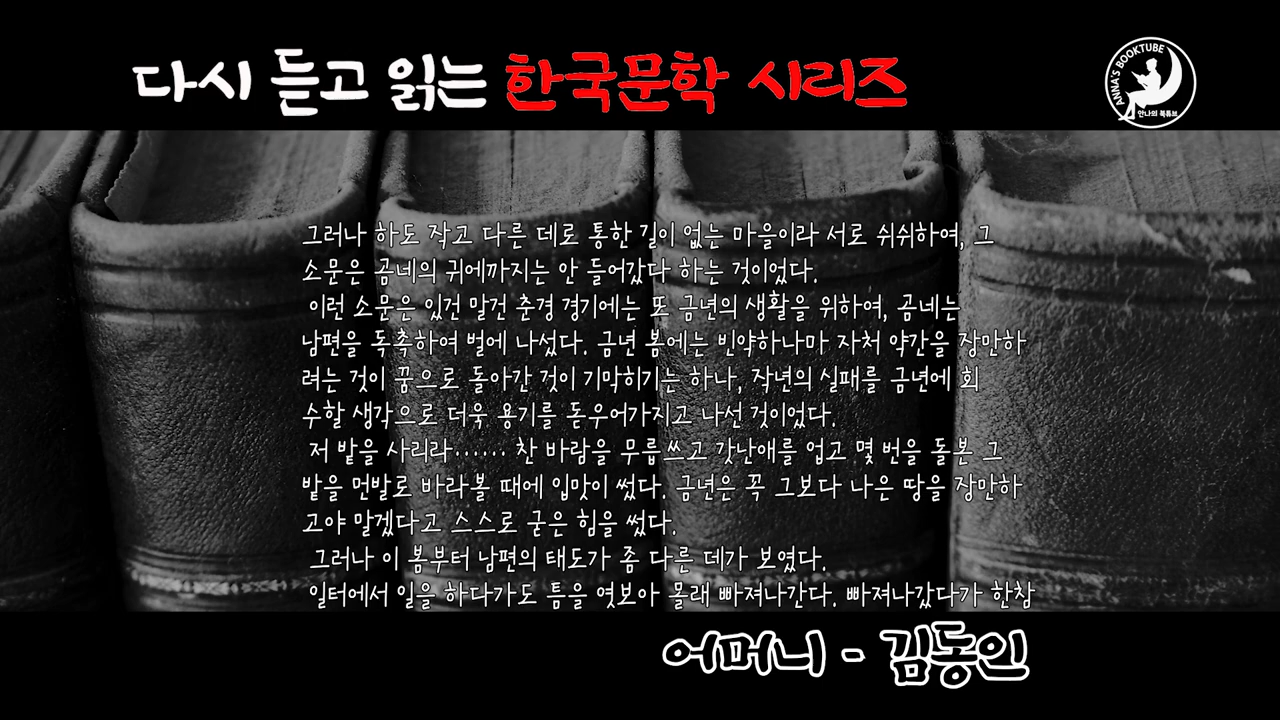 다시 듣고 읽는 한국문학 시리즈
ANNA'S BOOKTUBE
안나의 북튜브
그러나 하도 작고 다른 데로 통한 길이 없는 마을이라 서로 쉬쉬하여, 그
소문은 곰네의 귀에까지는 안 들어갔다 하는 것이었다.
이런 소문은 있건 말건 춘경 경기에는 또 금년의 생활을 위하여, 곰네는
남편을 독촉하여 벌에 나섰다. 금년 봄에는 빈약하나마 자처 약간을 장만하
려는 것이 꿈으로 돌아간 것이 기막히기는 하나, 작년의 실패를 금년에 회
수할 생각으로 더욱 용기를 돋우어가지고 나선 것이었다.
저 밭을 사리라…… 찬 바람을 무릅쓰고 갓난애를 업고 몇 번을 돌본 그
밭을 먼발로 바라볼 때에 입맛이 썼다. 금년은 꼭 그보다 나은 땅을 장만하
고야 말겠다고 스스로 굳은 힘을 썼다.
그러나 이 봄부터 남편의 태도가 좀 다른 데가 보였다.
일터에서 일을 하다가도 틈을 엿보아 몰래 빠져나간다. 빠져나갔다가 한참
어머니 - 김동인